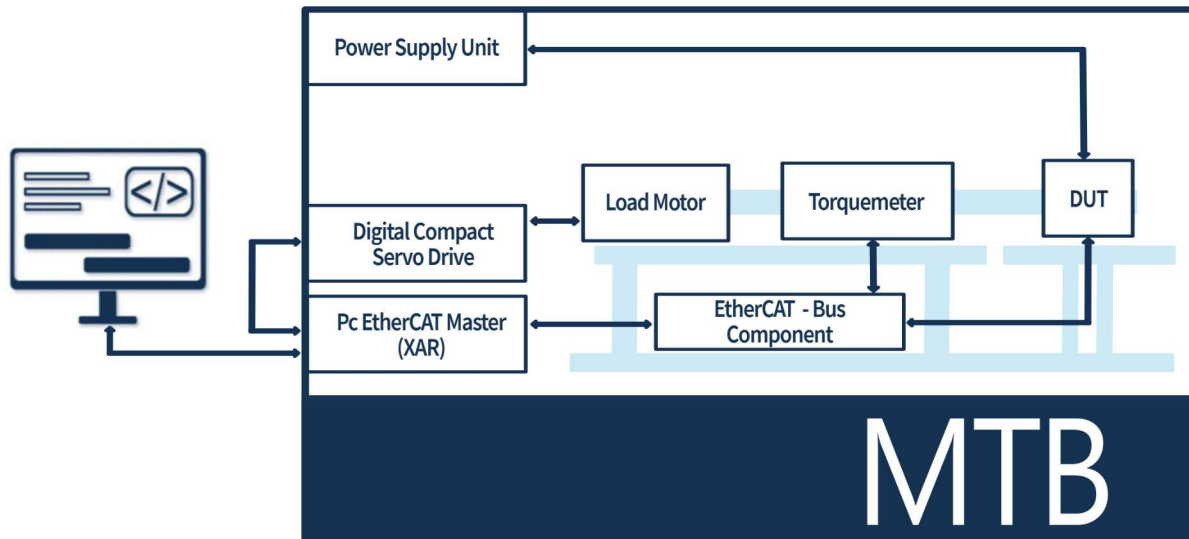 Power Supply Unit
</>
Load Motor
Torquemeter
DUT
Digital Compact
Servo Drive
Pc EtherCAT Master
(XAR)
EtherCAT - Bus
Component
MTB